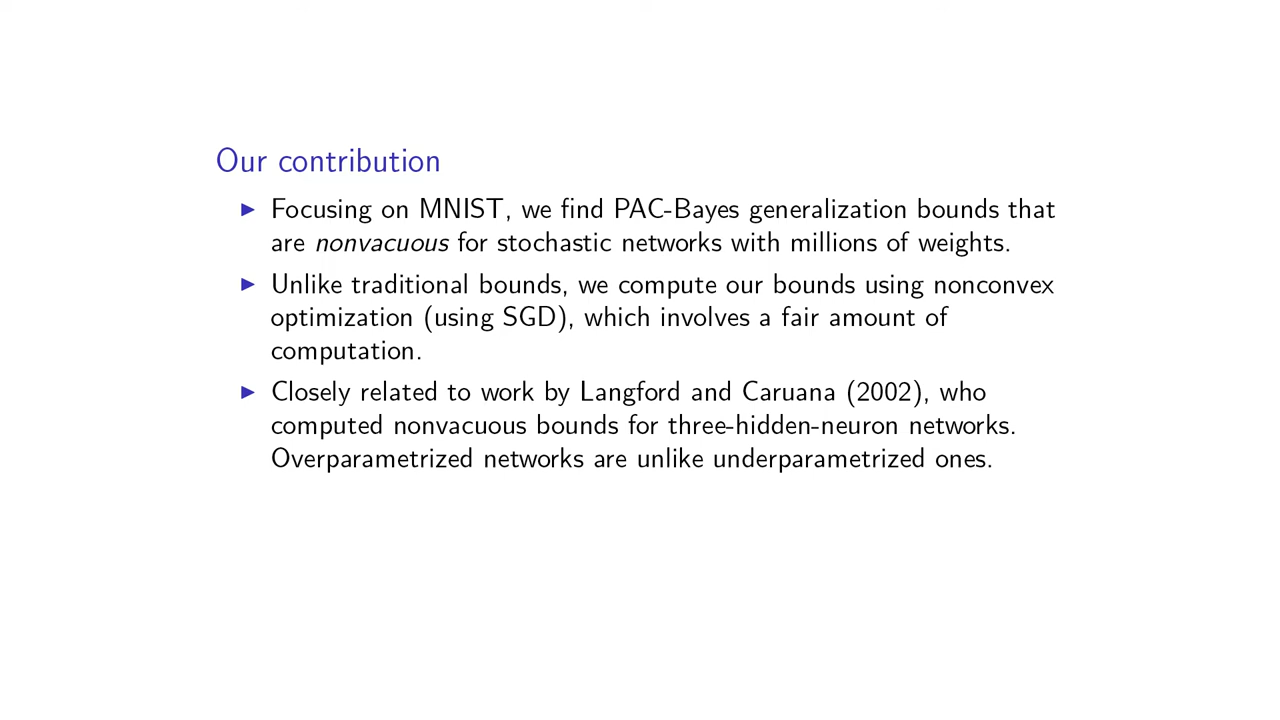 Our contribution
▶ Focusing on MNIST, we find PAC-Bayes generalization bounds that
are nonvacuous for stochastic networks with millions of weights.
▶ Unlike traditional bounds, we compute our bounds using nonconvex
optimization (using SGD), which involves a fair amount of
computation.
▶ Closely related to work by Langford and Caruana (2002), who
computed nonvacuous bounds for three-hidden-neuron networks.
Overparametrized networks are unlike underparametrized ones.